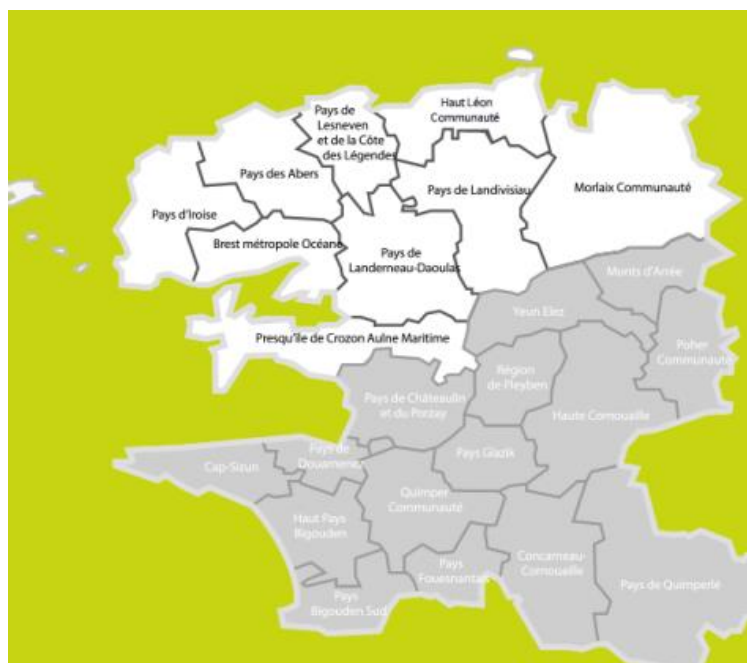 Haut Léon
Communauté
Pays de
Lesneven
et de la Côte
des Légendes
Pays des Abers
Pays de Landivisiau
Morlaix Communauté
Pays d'Iroise
Brest métropole Océane
Pays de
Landerneau-Daoulas
Monts d'Arrée
Yeun Elez
Presqu'île de Crozon Aulne Maritime
Poher
Communauté
Région
de Pleyben
Pays de Châteaulin
et du Porzay
Haute Cornouaille
Pays de
Douarnenez
Cap-Sizun
Pays Glazik
Quimper
Communauté
Haut Pays
Bigouden
Concarneau-
Cornouaille
Pays
Fouesnantais
Pays de Quimperlé
Pays
Bigouden Sud